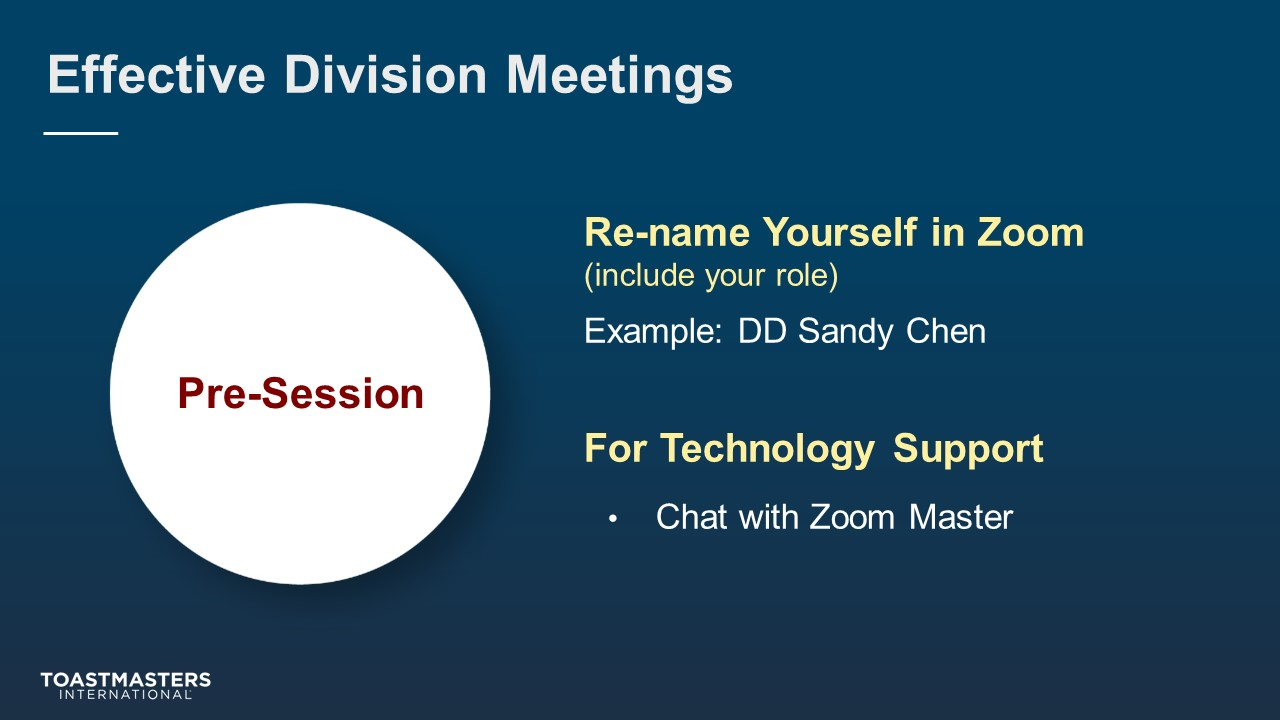 Effective Division Meetings
Pre-Session
Re-name Yourself in Zoom
(include your role)
Example: DD Sandy Chen
For Technology Support
• Chat with Zoom Master
TOASTMASTERS
INTERNATIONAL